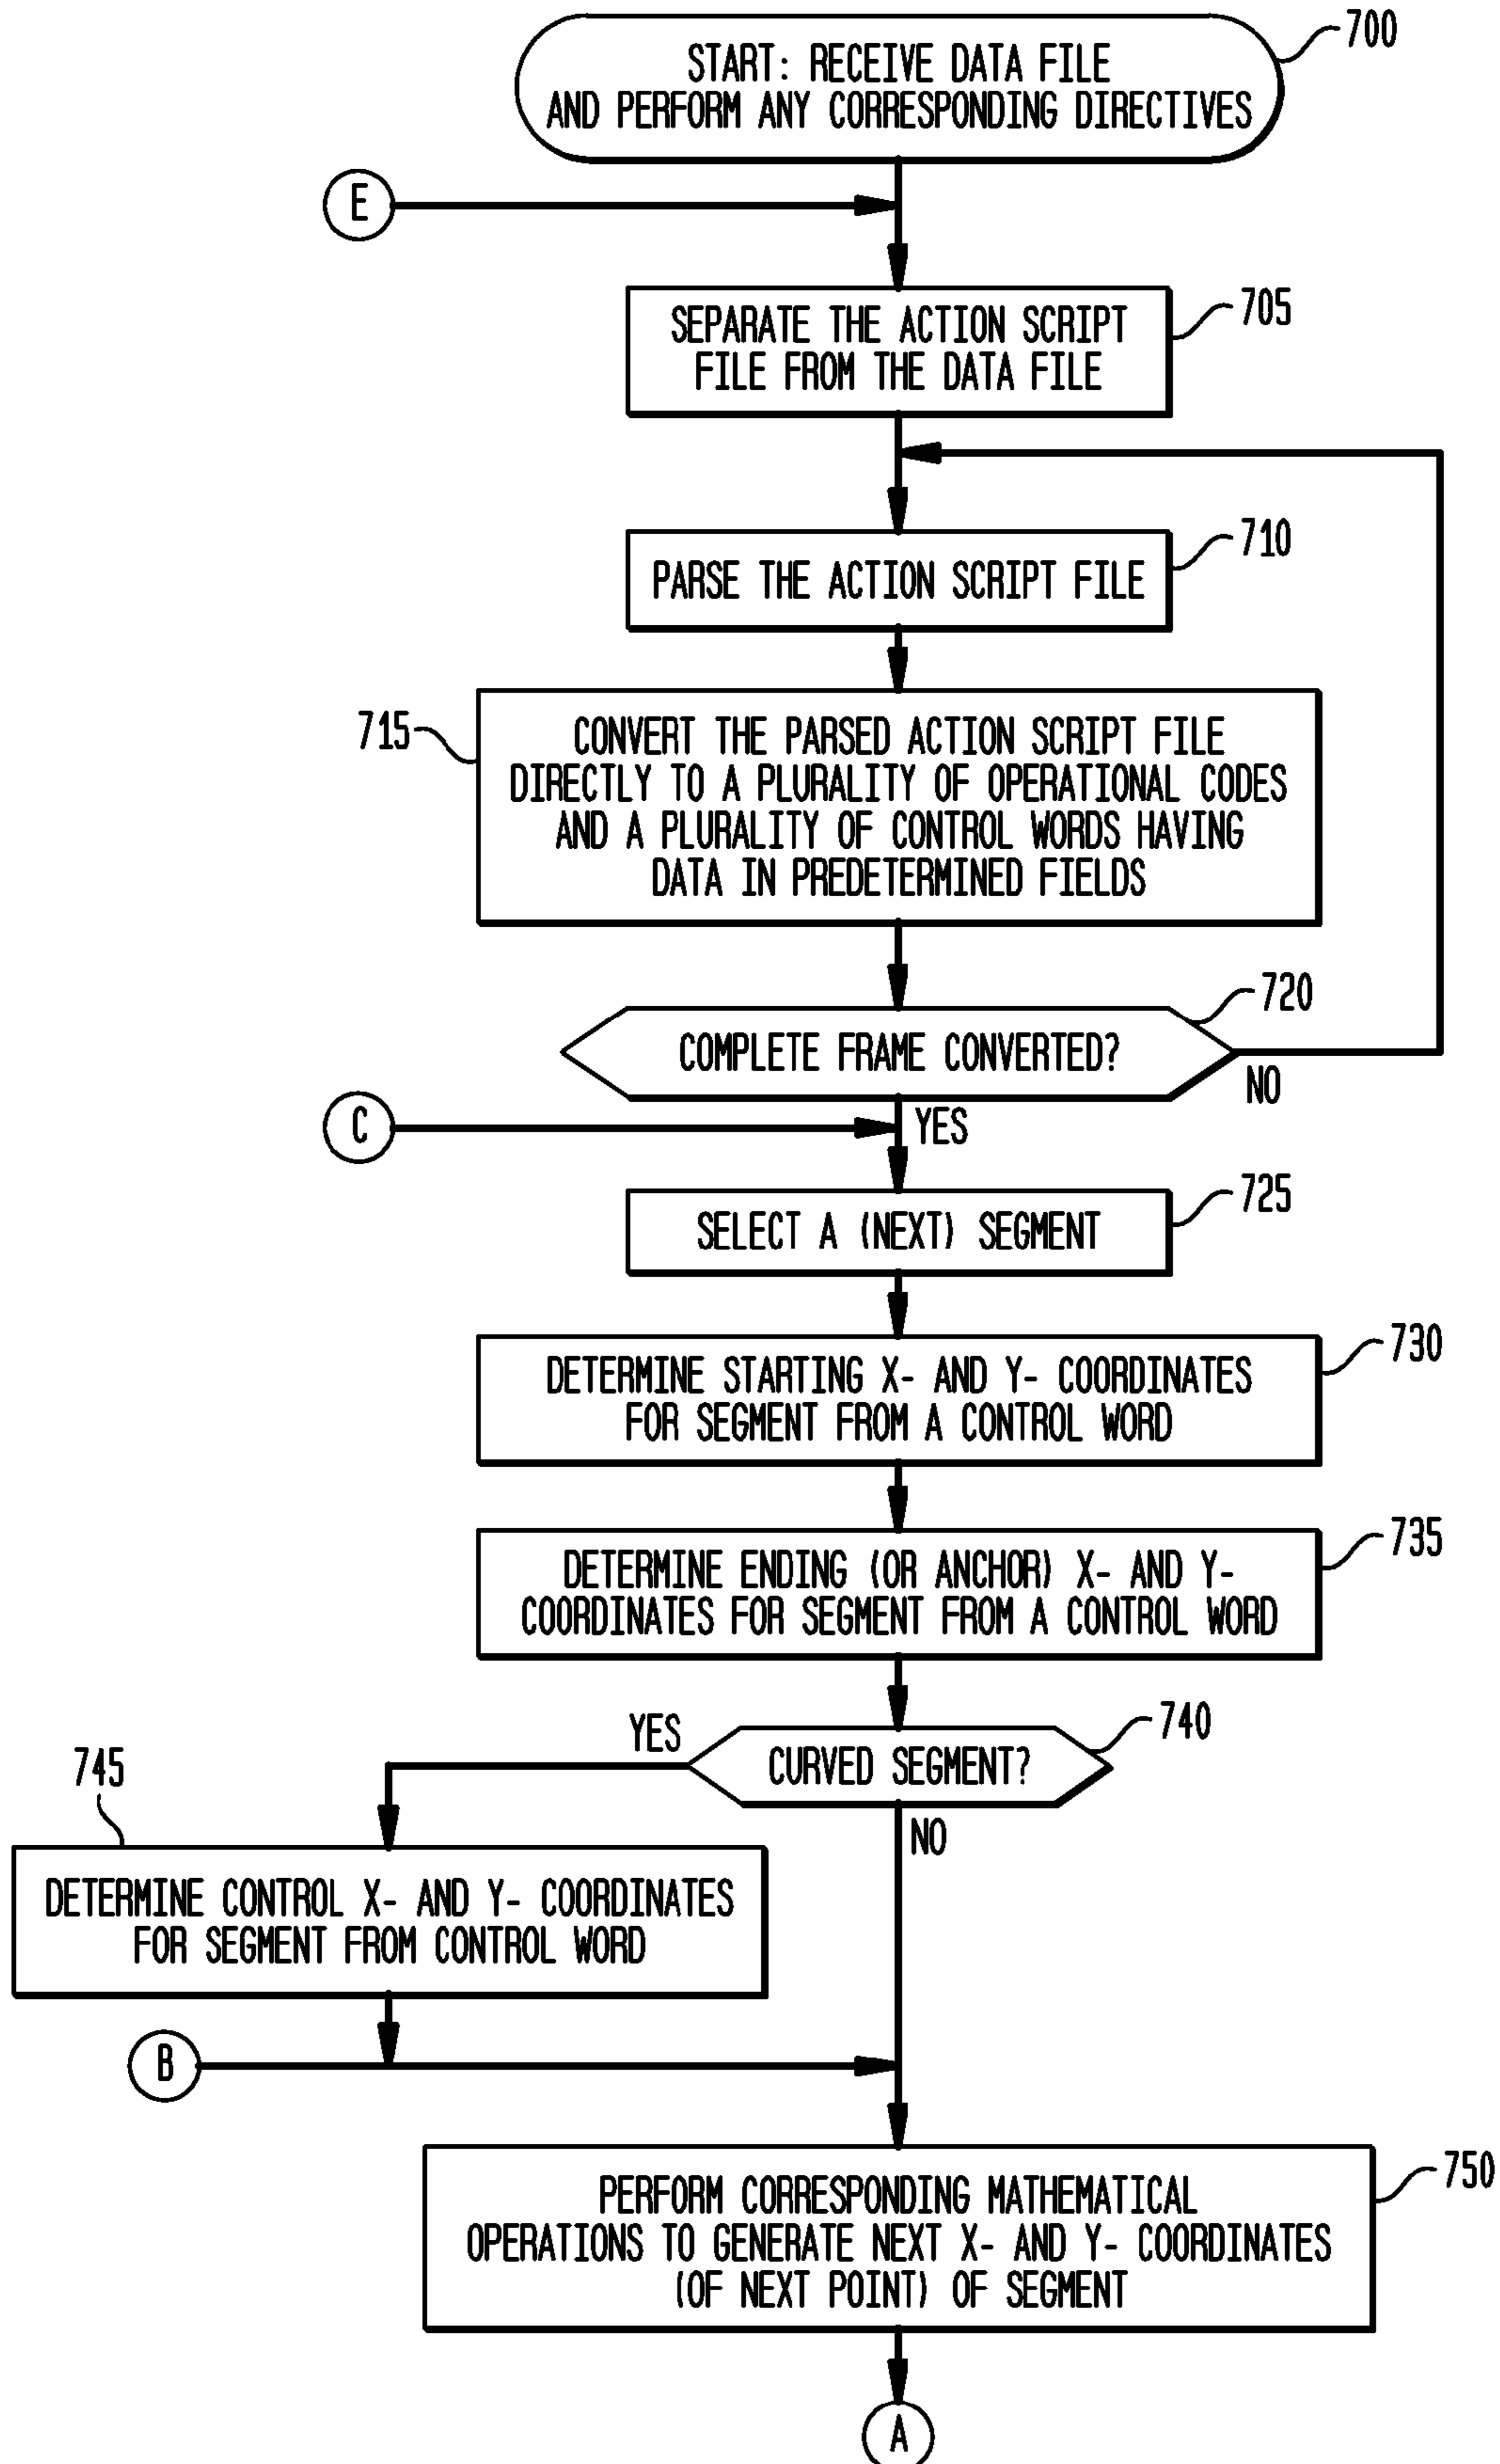 START: RECEIVE DATA FILE
AND PERFORM ANY CORRESPONDING DIRECTIVES
700
E
SEPARATE THE ACTION SCRIPT
FILE FROM THE DATA FILE
705
PARSE THE ACTION SCRIPT FILE
710
715
CONVERT THE PARSED ACTION SCRIPT FILE
DIRECTLY TO A PLURALITY OF OPERATIONAL CODES
AND A PLURALITY OF CONTROL WORDS HAVING
DATA IN PREDETERMINED FIELDS
720
COMPLETE FRAME CONVERTED?
NO
C
YES
SELECT A (NEXT) SEGMENT
725
DETERMINE STARTING X- AND Y- COORDINATES
FOR SEGMENT FROM A CONTROL WORD
730
DETERMINE ENDING (OR ANCHOR) X- AND Y-
COORDINATES FOR SEGMENT FROM A CONTROL WORD
735
YES
CURVED SEGMENT?
740
NO
745
DETERMINE CONTROL X- AND Y- COORDINATES
FOR SEGMENT FROM CONTROL WORD
B
PERFORM CORRESPONDING MATHEMATICAL
OPERATIONS TO GENERATE NEXT X- AND Y- COORDINATES
(OF NEXT POINT) OF SEGMENT
750
A